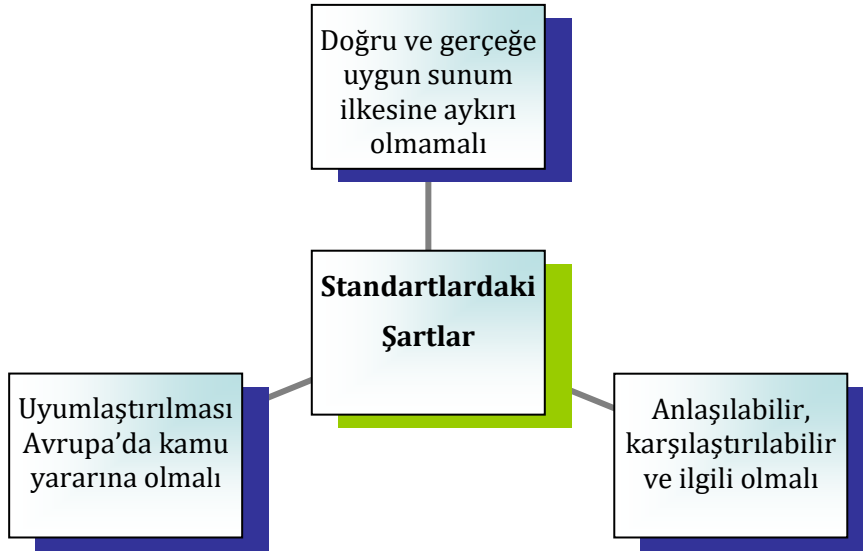 Doğru ve gerçeğe
uygun sunum
ilkesine aykırı
olmamalı
Standartlardaki
Şartlar
Uyumlaştırılması
Avrupa’da kamu
yararına olmalı
Anlaşılabilir,
karşılaştırılabilir
ve ilgili olmalı